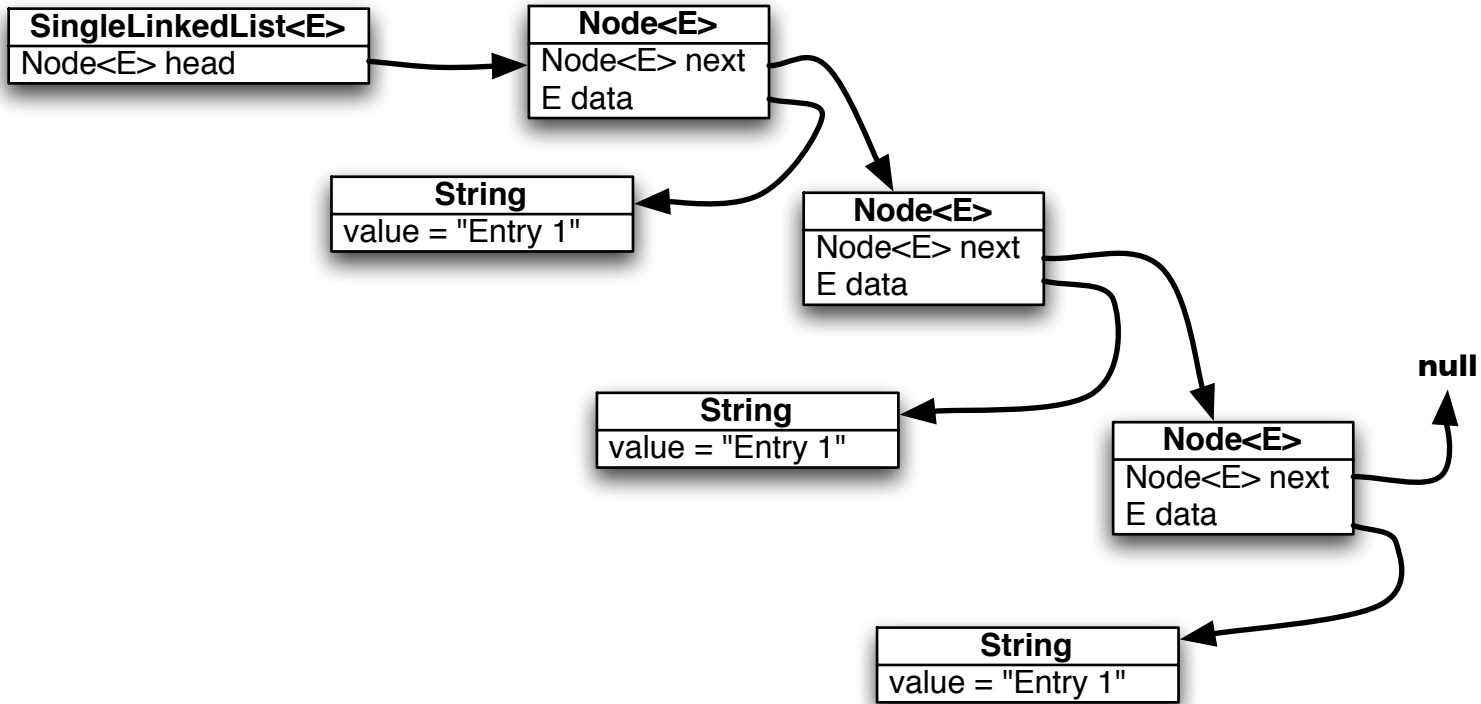 SingleLinkedList<E>
Node<E> head
Node<E>
Node<E> next
E data
String
value = "Entry 1"
Node<E>
Node<E> next
E data
String
value = "Entry 1"
null
Node<E>
Node<E> next
E data
String
value = "Entry 1"